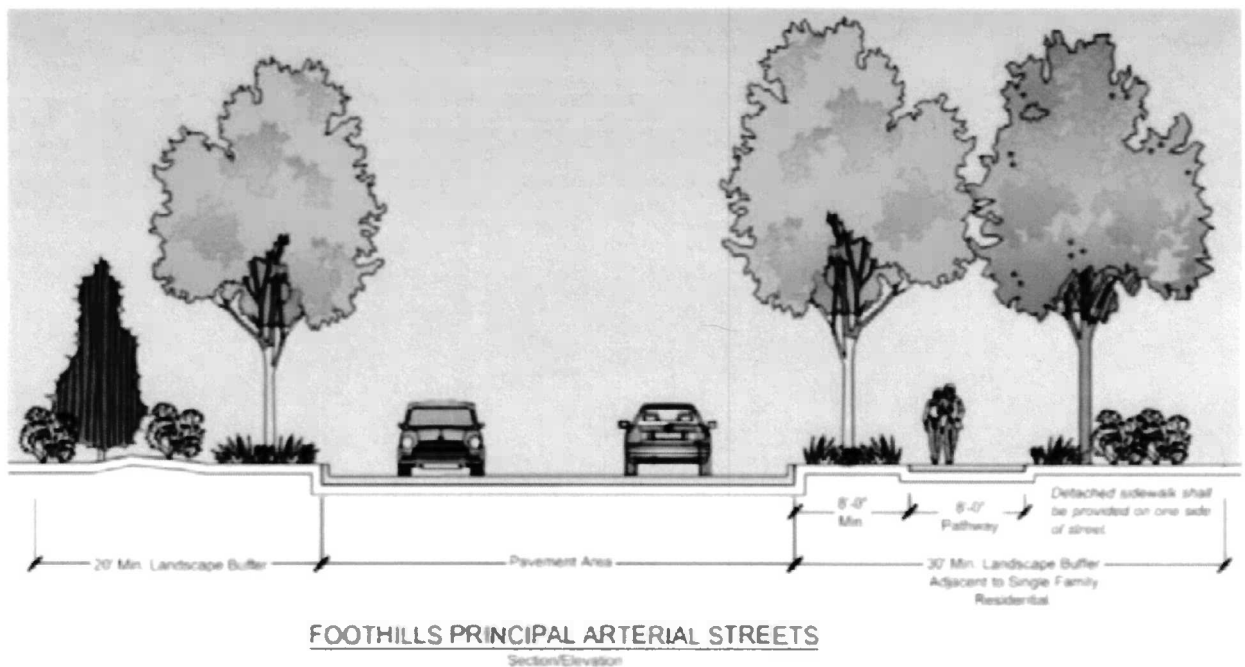 8'-0"
Min
8'-0"
Pathway
Detached sidewalk shall
be provided on one side
of street.
20' Min. Landscape Buffer
Pavement Area
30' Min. Landscape Buffer
Adjacent to Single Family
Residential
FOOTHILLS PRINCIPAL ARTERIAL STREETS
Section/Elevation